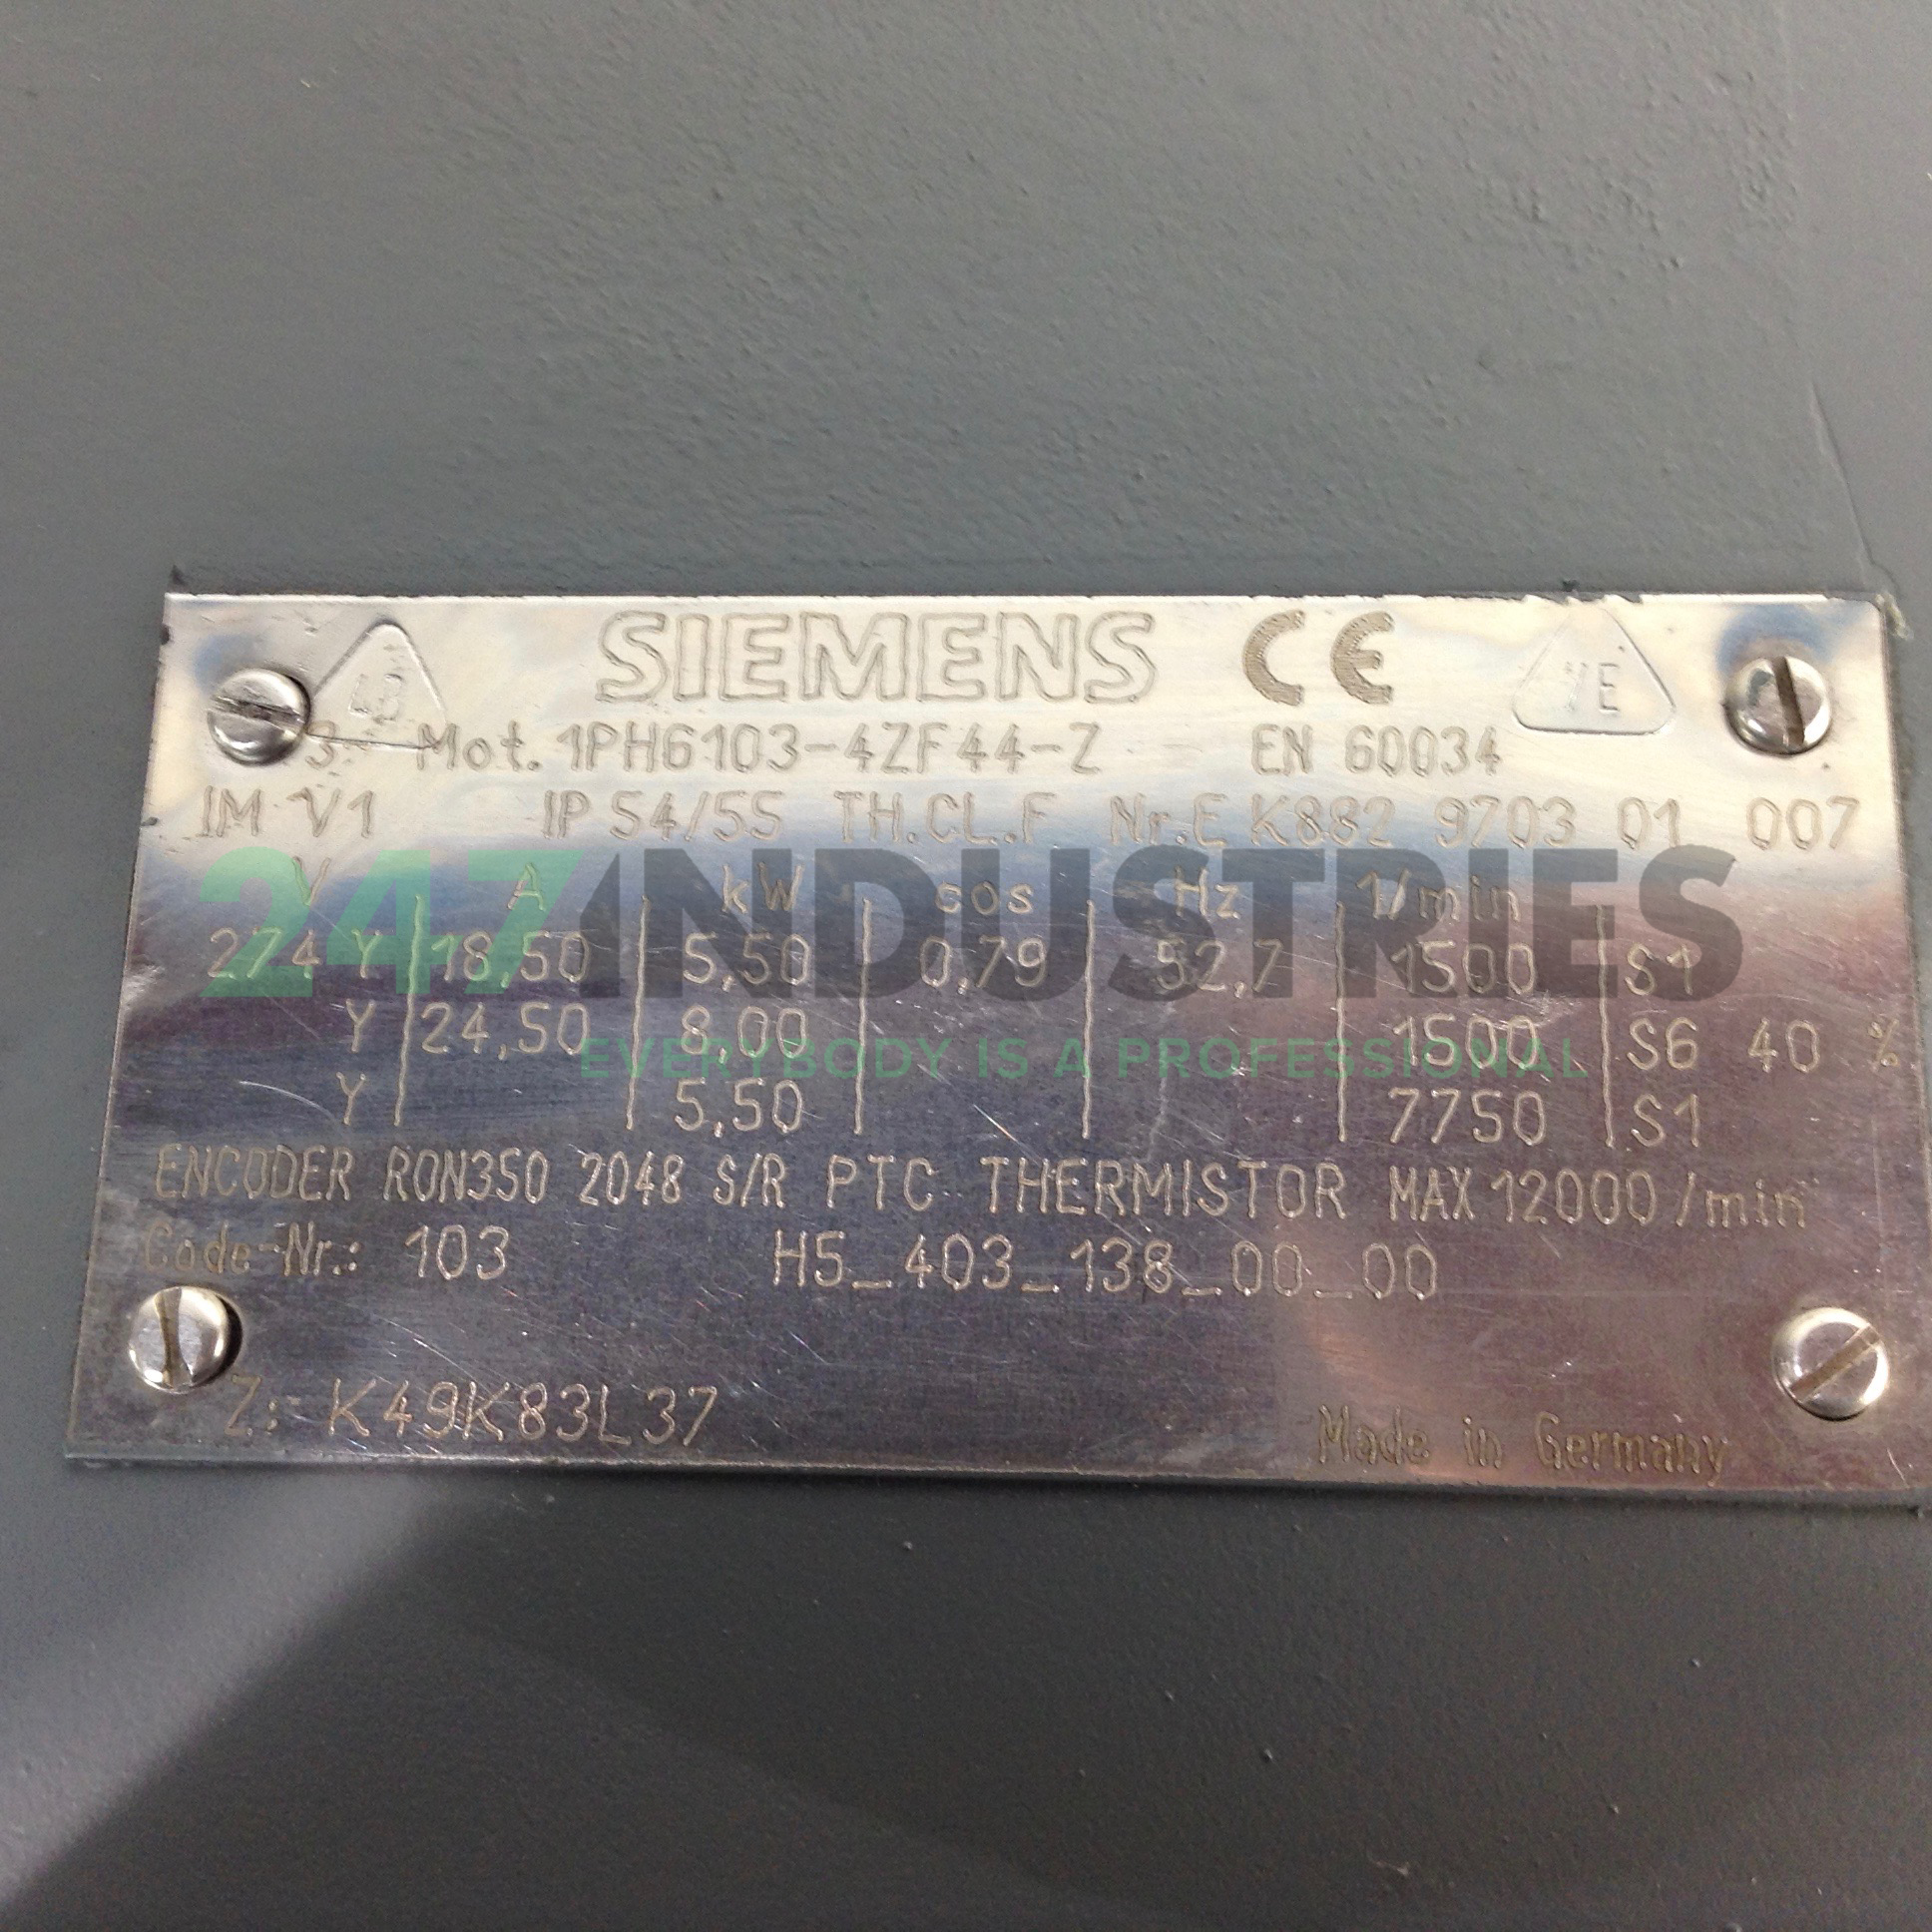 SIEMENS CE
3 Mot. 1PH6103-4ZF44-Z EN 60034
IM V1 IP 54/55 TH.CL.F Nr.E K882 9703 01 007
V A kW cos Hz 1/min
274 Y 18,50 5,50 0,79 52,7 1500 S1
Y 24,50 8,00 1500 S6 40 %
Y 5,50 7750 S1
ENCODER RON350 2048 S/R PTC THERMISTOR MAX 12000/min
Code-Nr.: 103 H5_403_138_00_00
Z: K49K83L37
Made in Germany
247INDUSTRIES
EVERYBODY IS A PROFESSIONAL